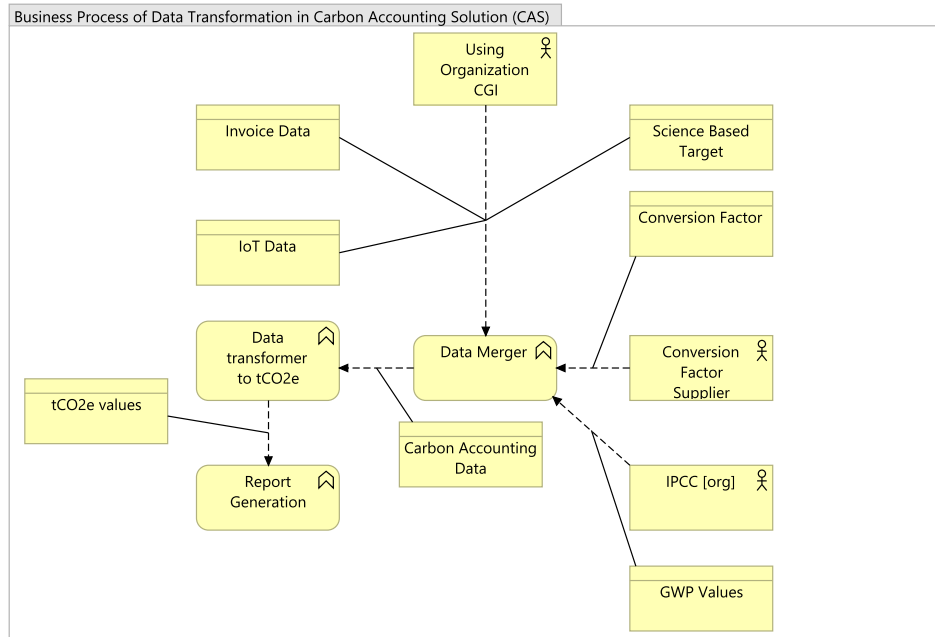 Business Process of Data Transformation in Carbon Accounting Solution (CAS)
Using
Organization
CGI
Invoice Data
Science Based
Target
Conversion Factor
IoT Data
Data
transformer
to tCO2e
Data Merger
Conversion
Factor
Supplier
tCO2e values
Carbon Accounting
Data
Report
Generation
IPCC [org]
GWP Values